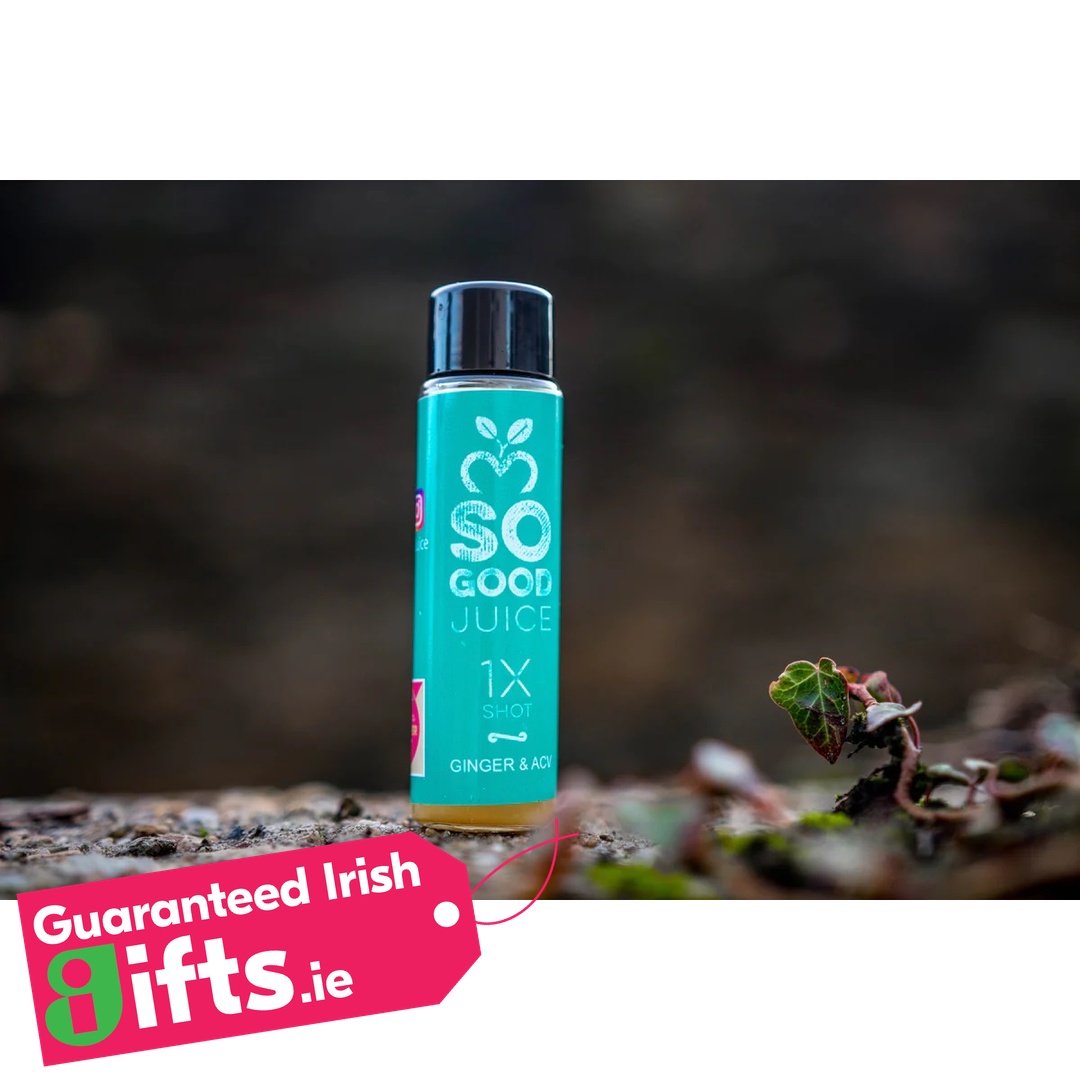 SO
GOOD
JUICE
1X
SHOT
GINGER & ACV
Guaranteed Irish
Gifts.ie